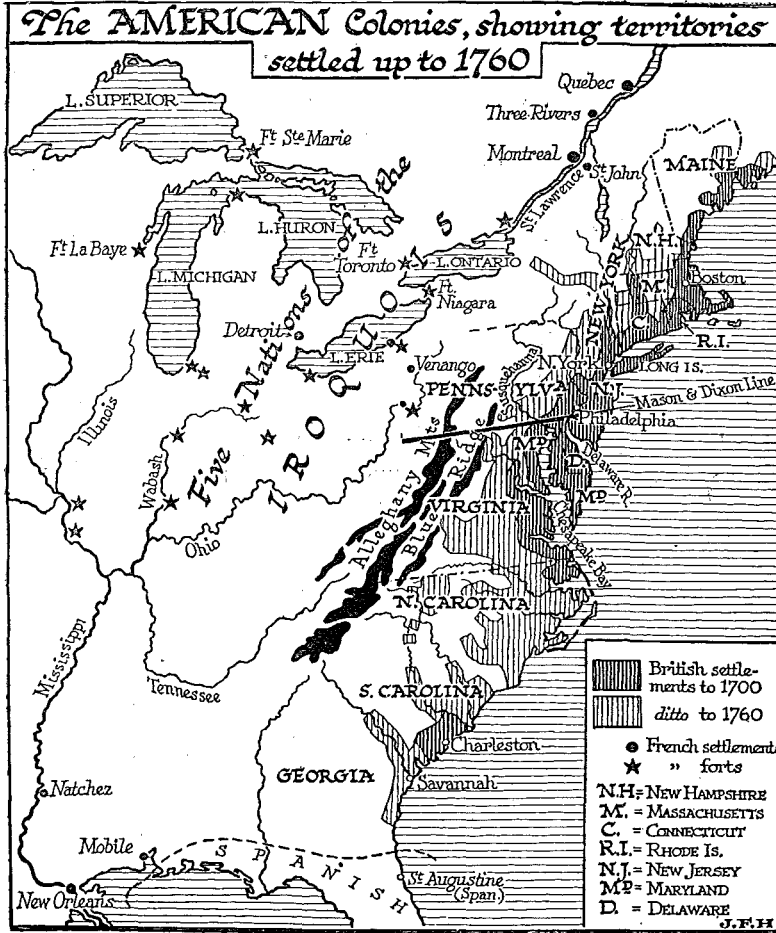 The AMERICAN Colonies, showing territories
settled up to 1760
L. SUPERIOR
Ft Ste Marie
Quebec
Three Rivers
Montreal
St John
St Lawrence
MAINE
Ft La Baye
L. MICHIGAN
L. HURON
Ft
Toronto
L. ONTARIO
Ft.
Niagara
Detroit
L. ERIE
Venango
Five Nations of the
IROQUOIS
NEW YORK
N.H.
M.
Boston
C.
R.I.
LONG IS.
N. York
N.J.
PENNSYLVA
Susquehanna
Mason & Dixon Line
Philadelphia
MD.
D.
Delaware R.
MD.
Chesapeake Bay
Illinois
Wabash
Ohio
Alleghany Mts
Blue Ridge
VIRGINIA
N. CAROLINA
Mississippi
Tennessee
S. CAROLINA
Charleston
GEORGIA
Savannah
Natchez
Mobile
SPANISH
New Orleans
St Augustine
(Span.)
British settle-
ments to 1700
ditto to 1760
French settlement
" forts
N.H. = NEW HAMPSHIRE
M. = MASSACHUSETTS
C. = CONNECTICUT
R.I. = RHODE IS.
N.J. = NEW JERSEY
MD = MARYLAND
D. = DELAWARE
J.F.H